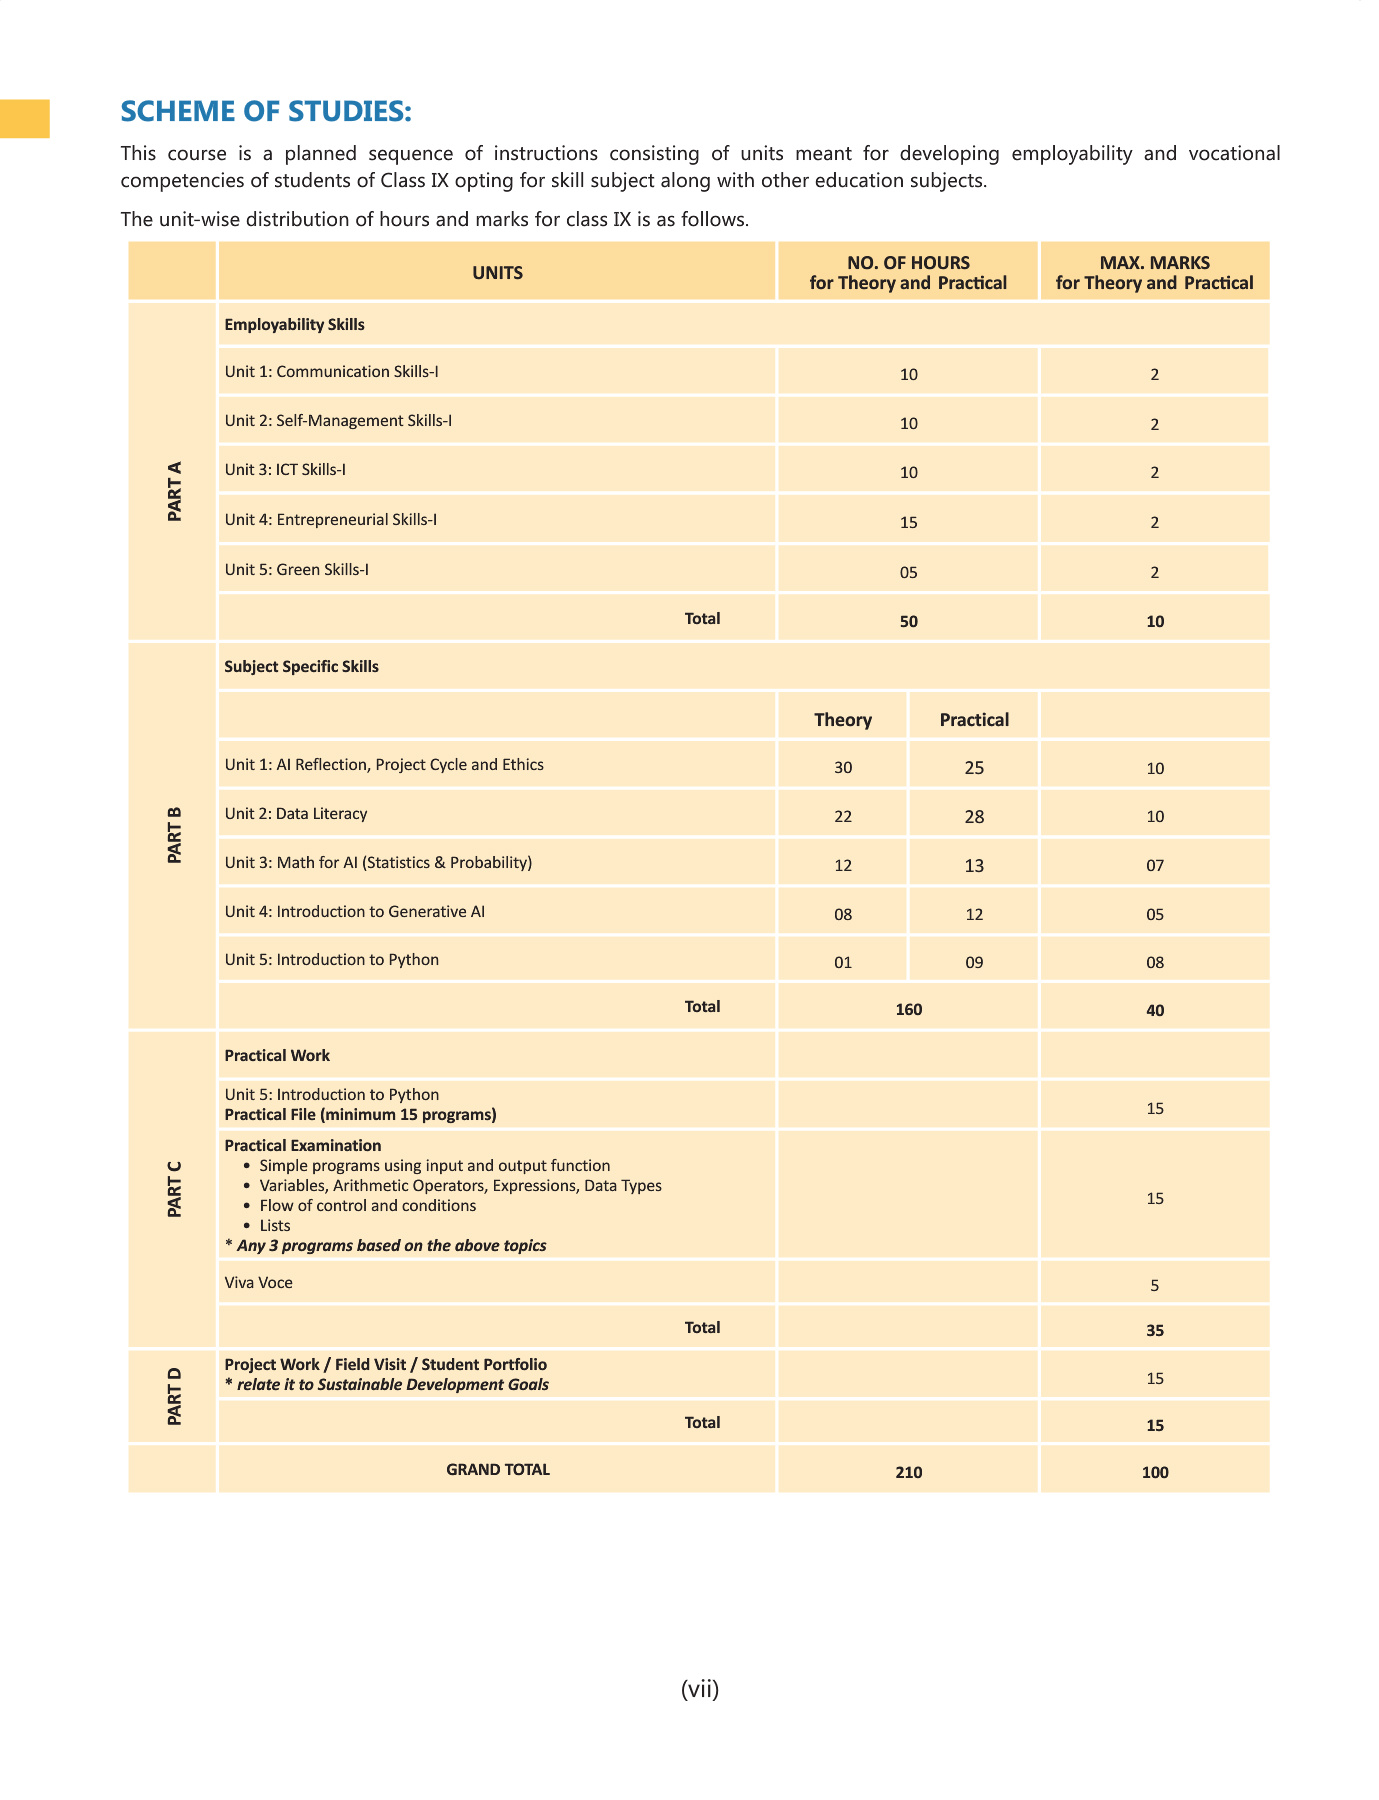 SCHEME OF STUDIES:
This course is a planned sequence of instructions consisting of units meant for developing employability and vocational
competencies of students of Class IX opting for skill subject along with other education subjects.
The unit-wise distribution of hours and marks for class IX is as follows.
UNITS
NO. OF HOURS
for Theory and Practical
MAX. MARKS
for Theory and Practical
PART A
Employability Skills
Unit 1: Communication Skills-I 10 2
Unit 2: Self-Management Skills-I 10 2
Unit 3: ICT Skills-I 10 2
Unit 4: Entrepreneurial Skills-I 15 2
Unit 5: Green Skills-I 05 2
Total 50 10
PART B
Subject Specific Skills
Theory Practical
Unit 1: AI Reflection, Project Cycle and Ethics 30 25 10
Unit 2: Data Literacy 22 28 10
Unit 3: Math for AI (Statistics & Probability) 12 13 07
Unit 4: Introduction to Generative AI 08 12 05
Unit 5: Introduction to Python 01 09 08
Total 160 40
PART C
Practical Work
Unit 5: Introduction to Python
Practical File (minimum 15 programs) 15
Practical Examination
• Simple programs using input and output function
• Variables, Arithmetic Operators, Expressions, Data Types
• Flow of control and conditions
• Lists
* Any 3 programs based on the above topics
15
Viva Voce 5
Total 35
PART D
Project Work / Field Visit / Student Portfolio
* relate it to Sustainable Development Goals
15
Total 15
GRAND TOTAL 210 100
(vii)